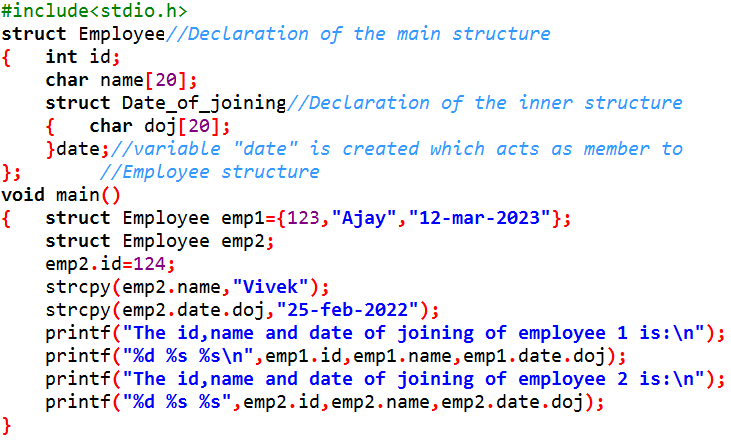 #include<stdio.h>
struct Employee//Declaration of the main structure
{   int id;
    char name[20];
    struct Date_of_joining//Declaration of the inner structure
    {   char doj[20];
    }date;//variable "date" is created which acts as member to
};       //Employee structure
void main()
{   struct Employee emp1={123,"Ajay","12-mar-2023"};
    struct Employee emp2;
    emp2.id=124;
    strcpy(emp2.name,"Vivek");
    strcpy(emp2.date.doj,"25-feb-2022");
    printf("The id,name and date of joining of employee 1 is:\n");
    printf("%d %s %s\n",emp1.id,emp1.name,emp1.date.doj);
    printf("The id,name and date of joining of employee 2 is:\n");
    printf("%d %s %s",emp2.id,emp2.name,emp2.date.doj);
}